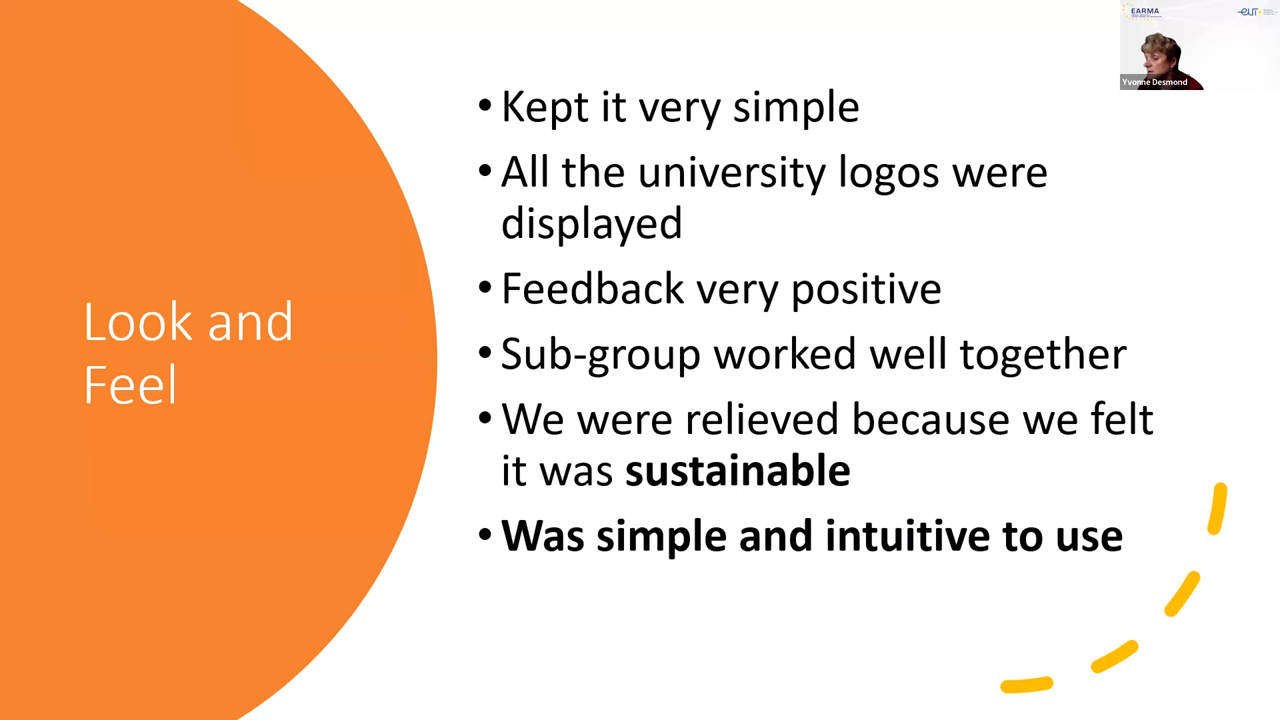 EARMA
eut
Yvonne Desmond
Look and
Feel
• Kept it very simple
• All the university logos were
displayed
• Feedback very positive
• Sub-group worked well together
• We were relieved because we felt
it was sustainable
• Was simple and intuitive to use